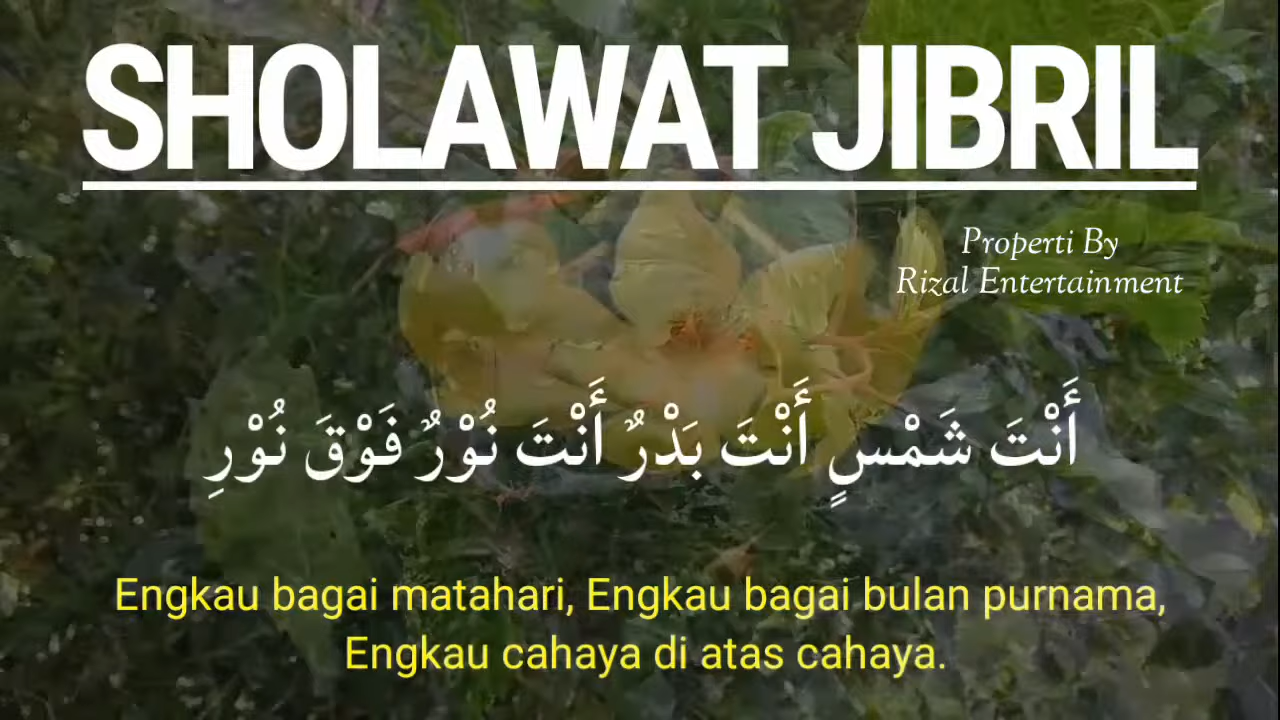 SHOLAWAT JIBRIL
Properti By
Rizal Entertainment
أَنْتَ شَمْسٍ أَنْتَ بَدْرٌ أَنْتَ نُوْرٌ فَوْقَ نُوْرِ
Engkau bagai matahari, Engkau bagai bulan purnama,
Engkau cahaya di atas cahaya.